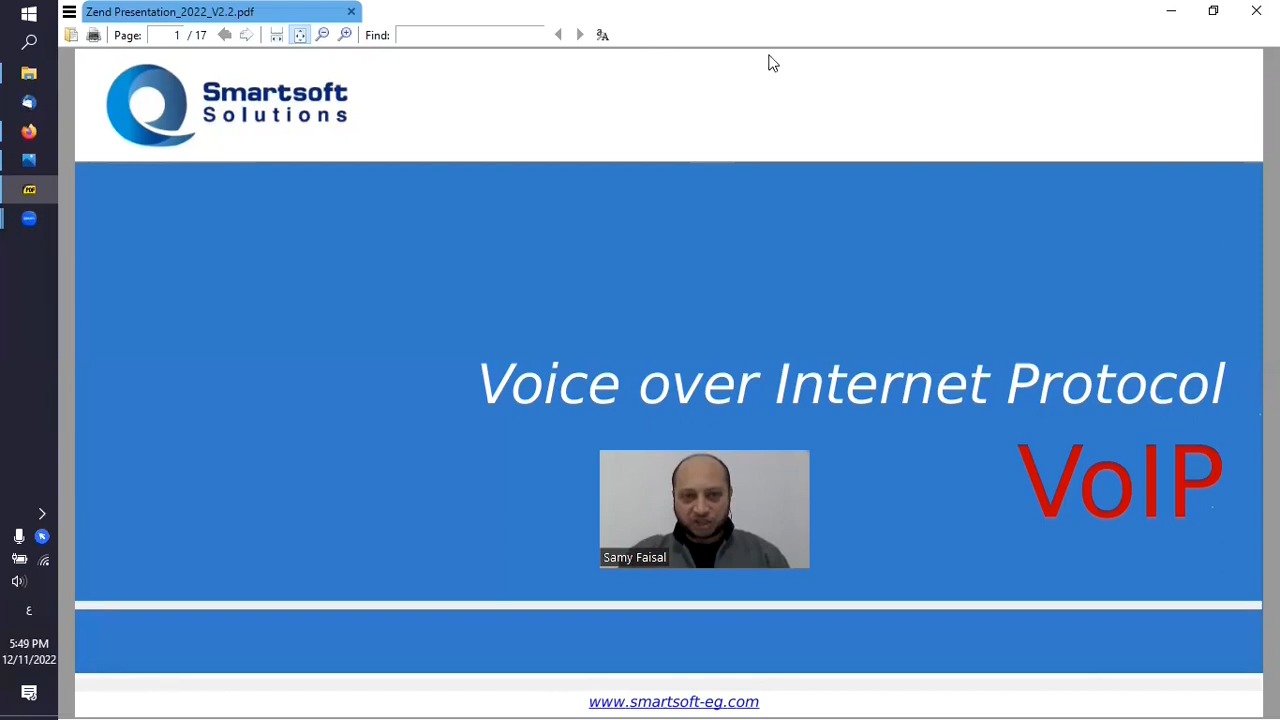 Zend Presentation_2022_V2.2.pdf
Page: 1 / 17 Find:
Smartsoft
Solutions
Voice over Internet Protocol
VoIP
Samy Faisal
ع
5:49 PM
12/11/2022
www.smartsoft-eg.com